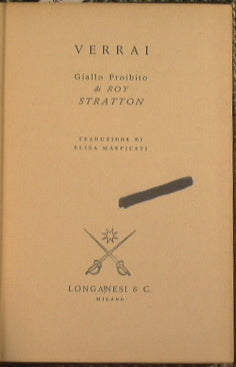 VERRAI
Giallo Proibito
di ROY
STRATTON
TRADUZIONE DI
ELISA MARPICATI
LONGANESI & C.
MILANO